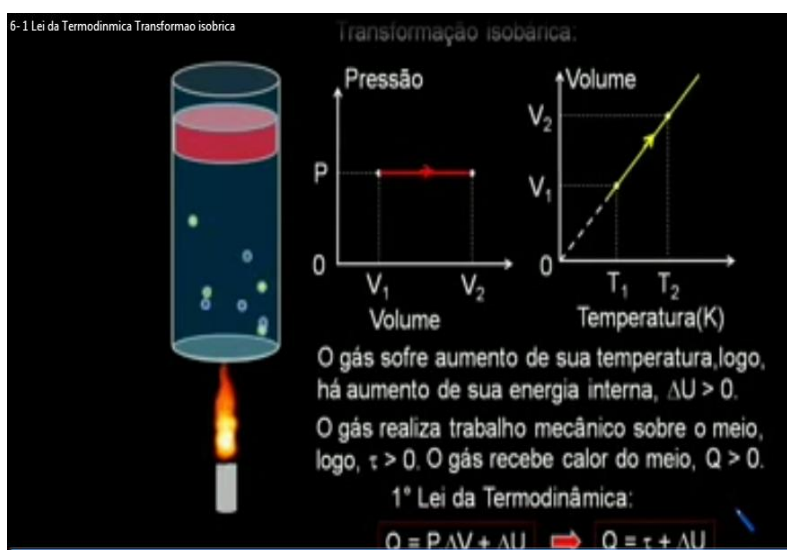 6- 1 Lei da Termodinmica Transformao isobrica
Transformação isobárica:
Pressão
P
0
V₁
V₂
Volume
Volume
V₂
V₁
0
T₁
T₂
Temperatura(K)
O gás sofre aumento de sua temperatura,logo,
há aumento de sua energia interna, ΔU > 0.
O gás realiza trabalho mecânico sobre o meio,
logo, τ > 0. O gás recebe calor do meio, Q > 0.
1° Lei da Termodinâmica:
Q = P.ΔV + ΔU
Q = τ + ΔU